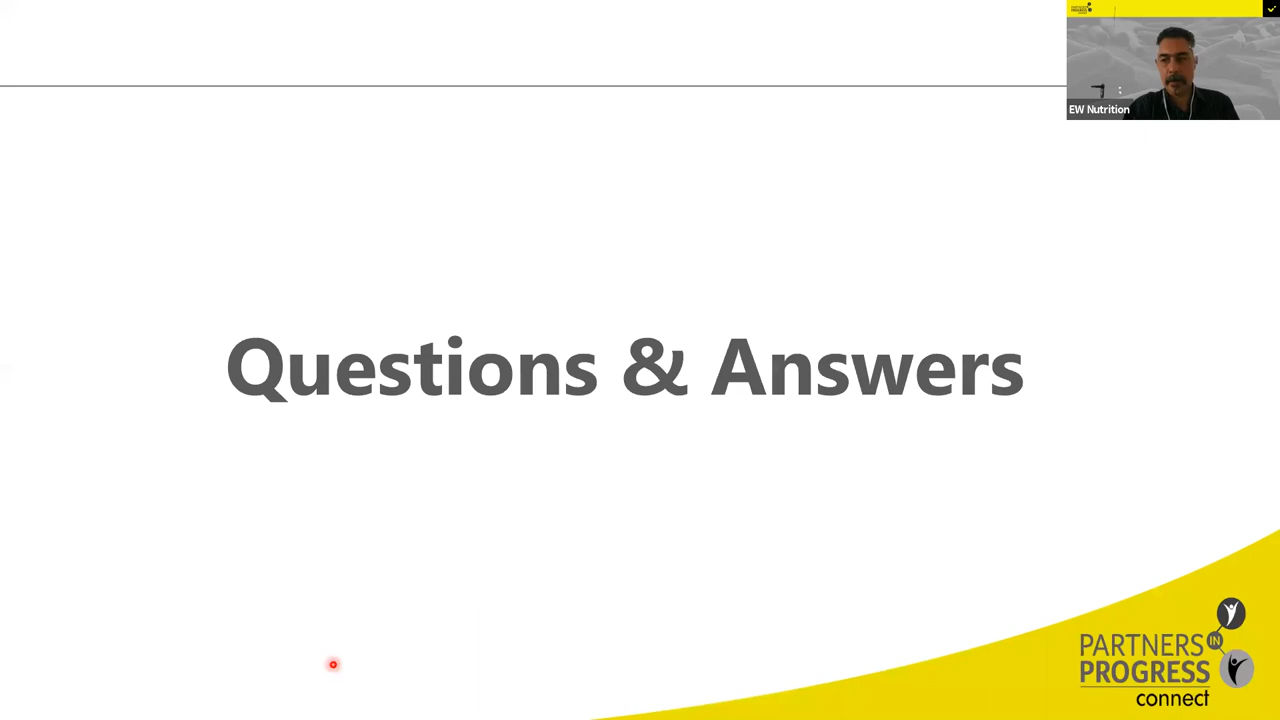 EW Nutrition
Questions & Answers
PARTNERS
IN
PROGRESS
connect